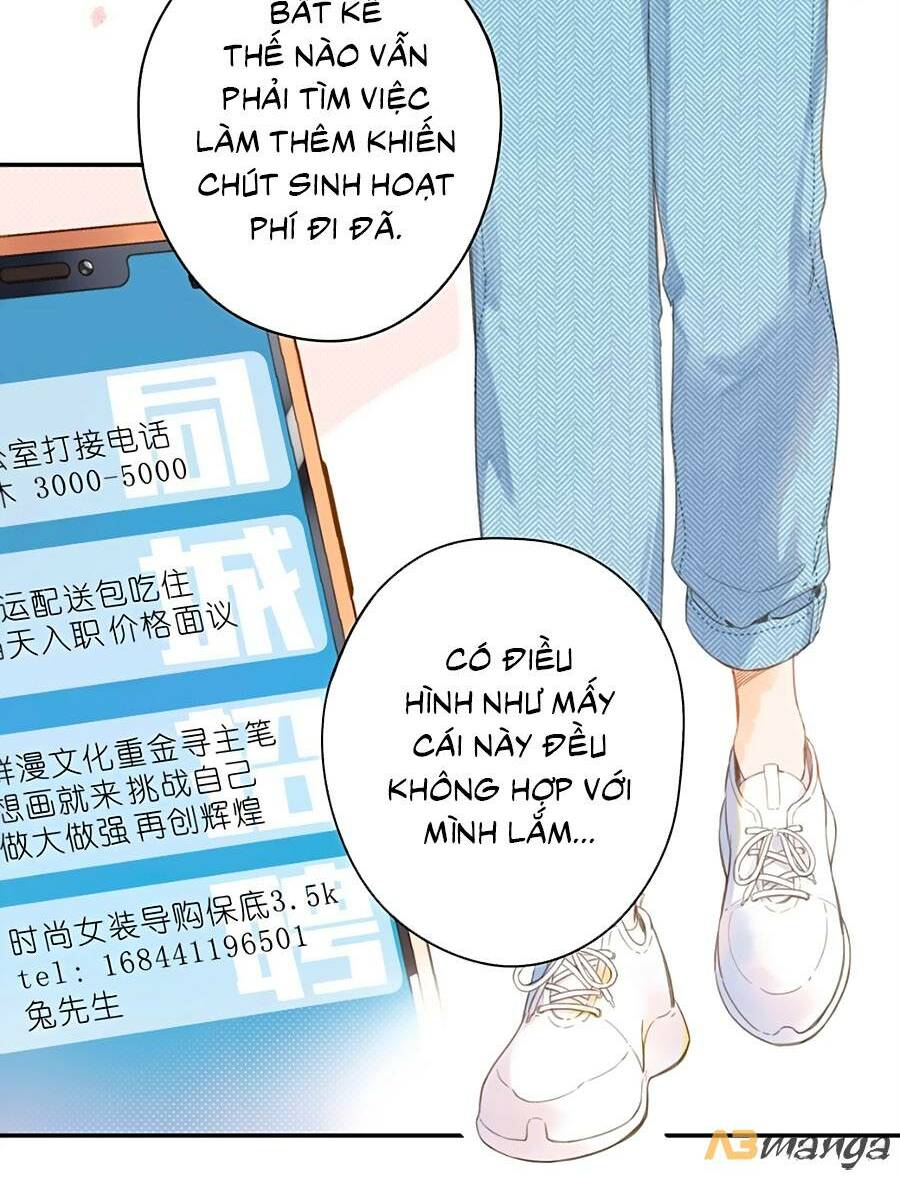 BẤT KỂ
THẾ NÀO VẪN
PHẢI TÌM VIỆC
LÀM THÊM KHIẾN
CHÚT SINH HOẠT
PHÍ ĐI ĐÃ.
同城招聘
室打接电话
3000-5000
运配送包吃住
天入职 价格面议
漫文化重金寻主笔
想画就来 挑战自己
做大做强 再创辉煌
时尚女装导购保底3.5k
tel: 168441196501
兔先生
CÓ ĐIỀU
HÌNH NHƯ MẤY
CÁI NÀY ĐỀU
KHÔNG HỢP VỚI
MÌNH LẮM...
A3manga